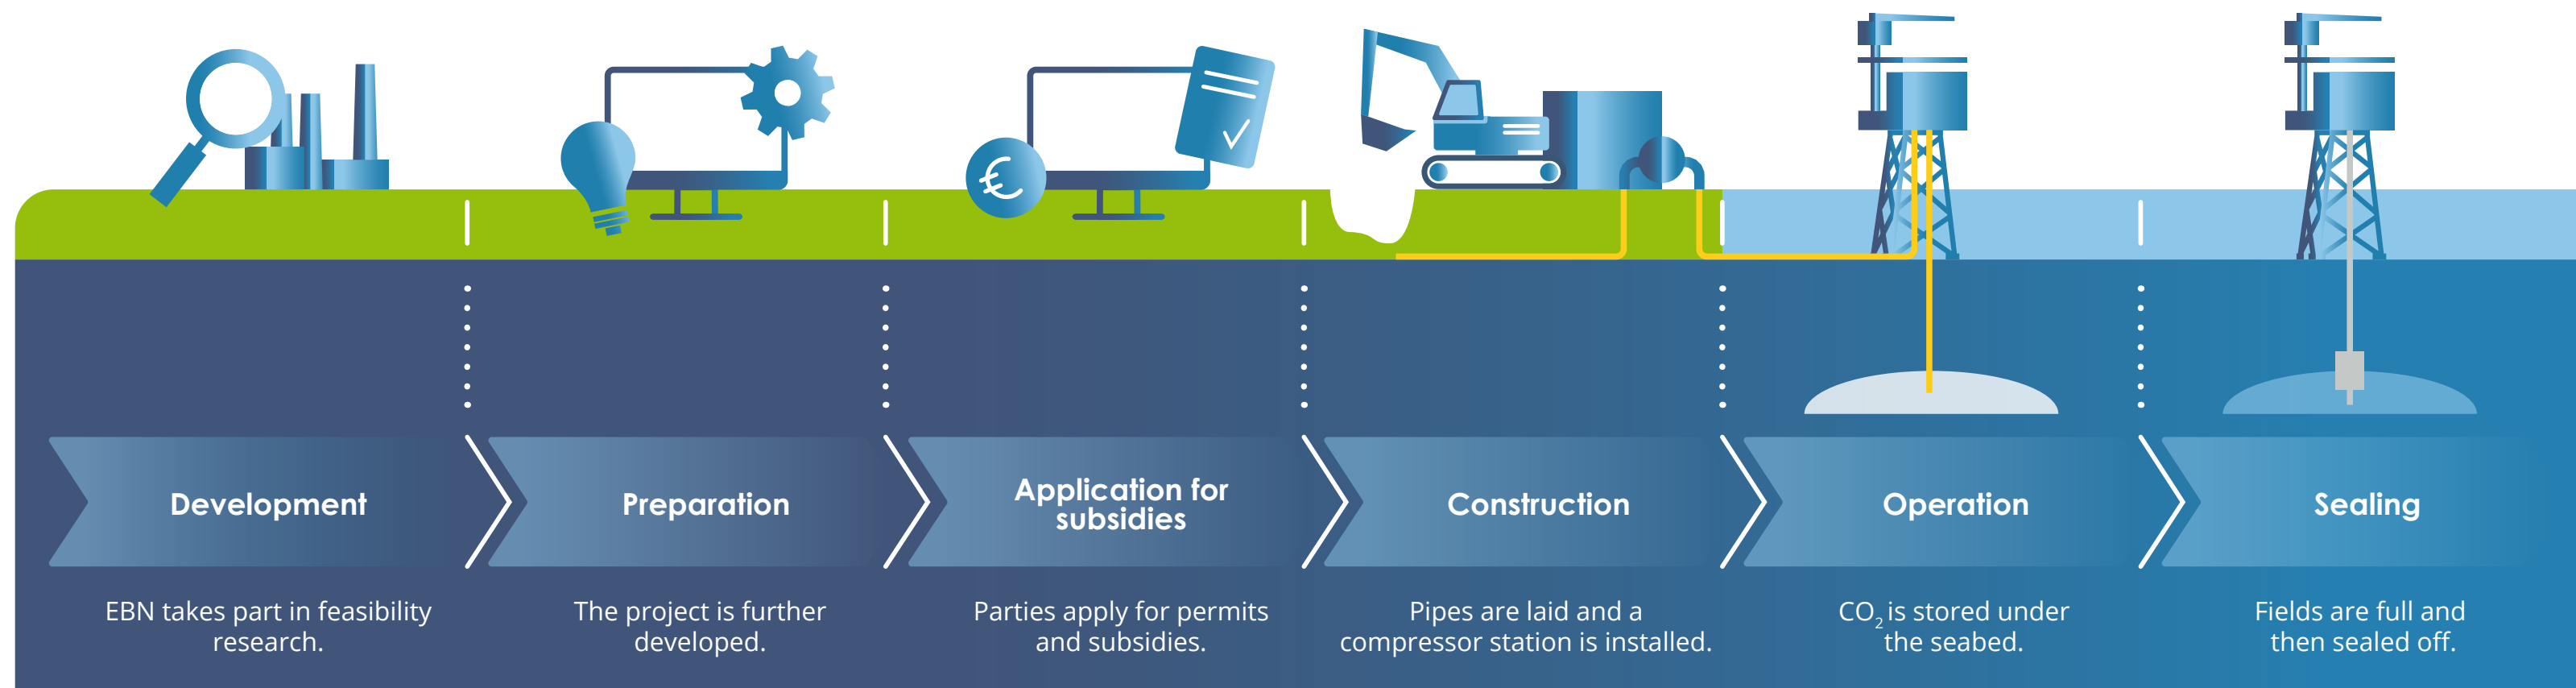 Development
Preparation
Application for
subsidies
Construction
Operation
Sealing
EBN takes part in feasibility
research.
The project is further
developed.
Parties apply for permits
and subsidies.
Pipes are laid and a
compressor station is installed.
CO₂ is stored under
the seabed.
Fields are full and
then sealed off.
€